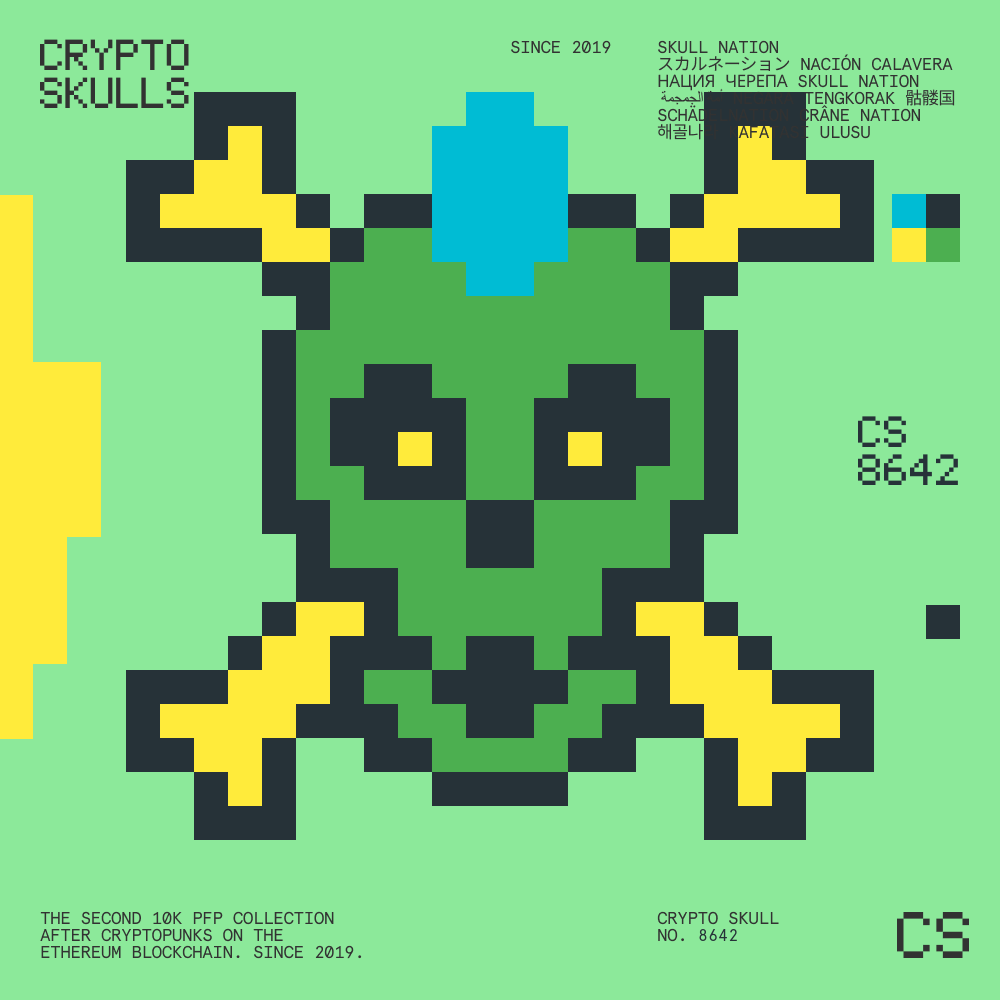 CRYPTO
SKULLS
SINCE 2019
SKULL NATION
スカルネーション NACIÓN CALAVERA
НАЦИЯ ЧЕРЕПА SKULL NATION
الجمجمة TENGKORAK 骷髅国
CRÂNE NATION
해골나 ULUSU
CS
8642
THE SECOND 10K PFP COLLECTION
AFTER CRYPTOPUNKS ON THE
ETHEREUM BLOCKCHAIN. SINCE 2019.
CRYPTO SKULL
NO. 8642
CS